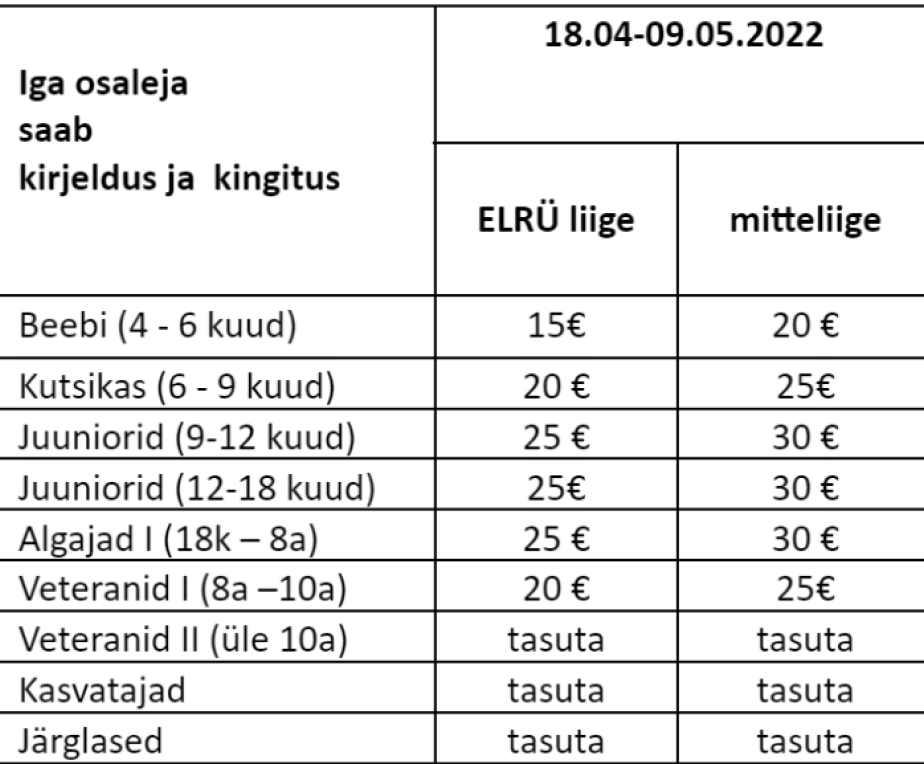 Iga osaleja
saab
kirjeldus ja  kingitus
18.04-09.05.2022
ELRÜ liige
mitteliige
Beebi (4 - 6 kuud) 15€ 20 €
Kutsikas (6 - 9 kuud) 20 € 25€
Juuniorid (9-12 kuud) 25 € 30 €
Juuniorid (12-18 kuud) 25€ 30 €
Algajad I (18k – 8a) 25 € 30 €
Veteranid I (8a –10a) 20 € 25€
Veteranid II (üle 10a) tasuta tasuta
Kasvatajad tasuta tasuta
Järglased tasuta tasuta